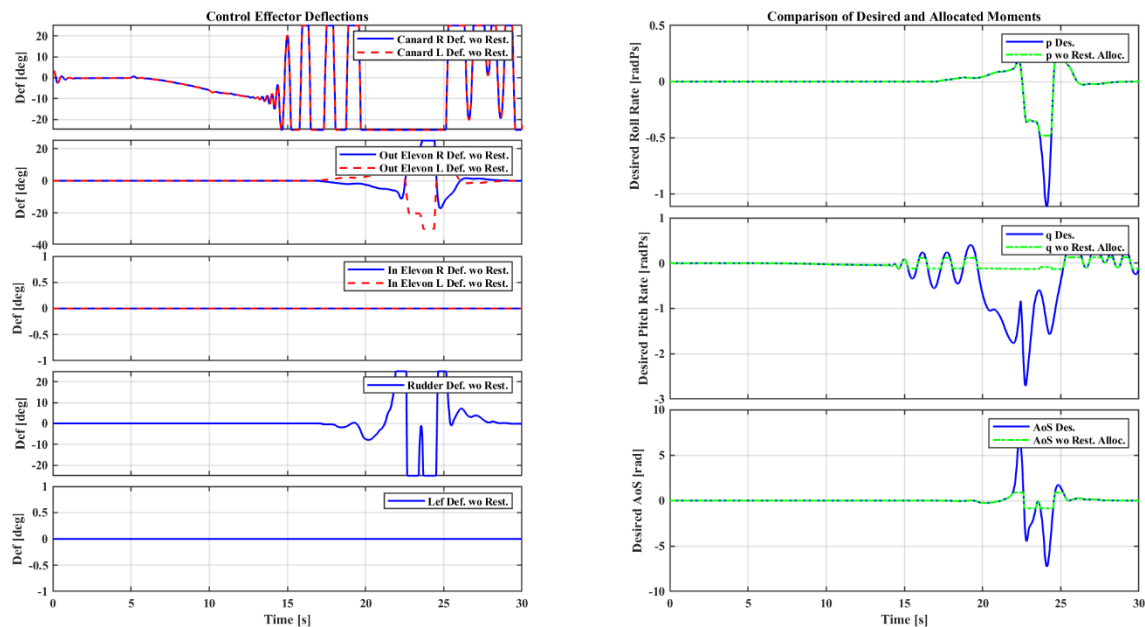 Control Effector Deflections
Def [deg]
20
10
0
-10
-20
Canard R Def. wo Rest.
Canard L Def. wo Rest.
Def [deg]
20
0
-20
-40
Out Elevon R Def. wo Rest.
Out Elevon L Def. wo Rest.
Def [deg]
1
0.5
0
-0.5
-1
In Elevon R Def. wo Rest.
In Elevon L Def. wo Rest.
Def [deg]
20
10
0
-10
-20
Rudder Def. wo Rest.
Def [deg]
1
0.5
0
-0.5
-1
Lef Def. wo Rest.
0 5 10 15 20 25 30
Time [s]
Comparison of Desired and Allocated Moments
Desired Roll Rate [radPs]
0.5
0
-0.5
-1
p Des.
p wo Rest. Alloc.
Desired Pitch Rate [radPs]
1
0
-1
-2
-3
q Des.
q wo Rest. Alloc.
Desired AoS [rad]
10
5
0
-5
-10
AoS Des.
AoS wo Rest. Alloc.
0 5 10 15 20 25 30
Time [s]